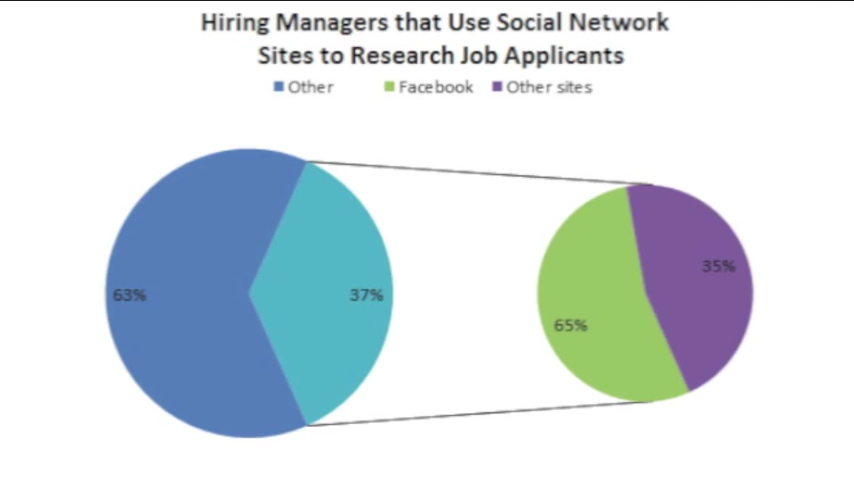 Hiring Managers that Use Social Network
Sites to Research Job Applicants
Other Facebook Other sites
63%
37%
35%
65%